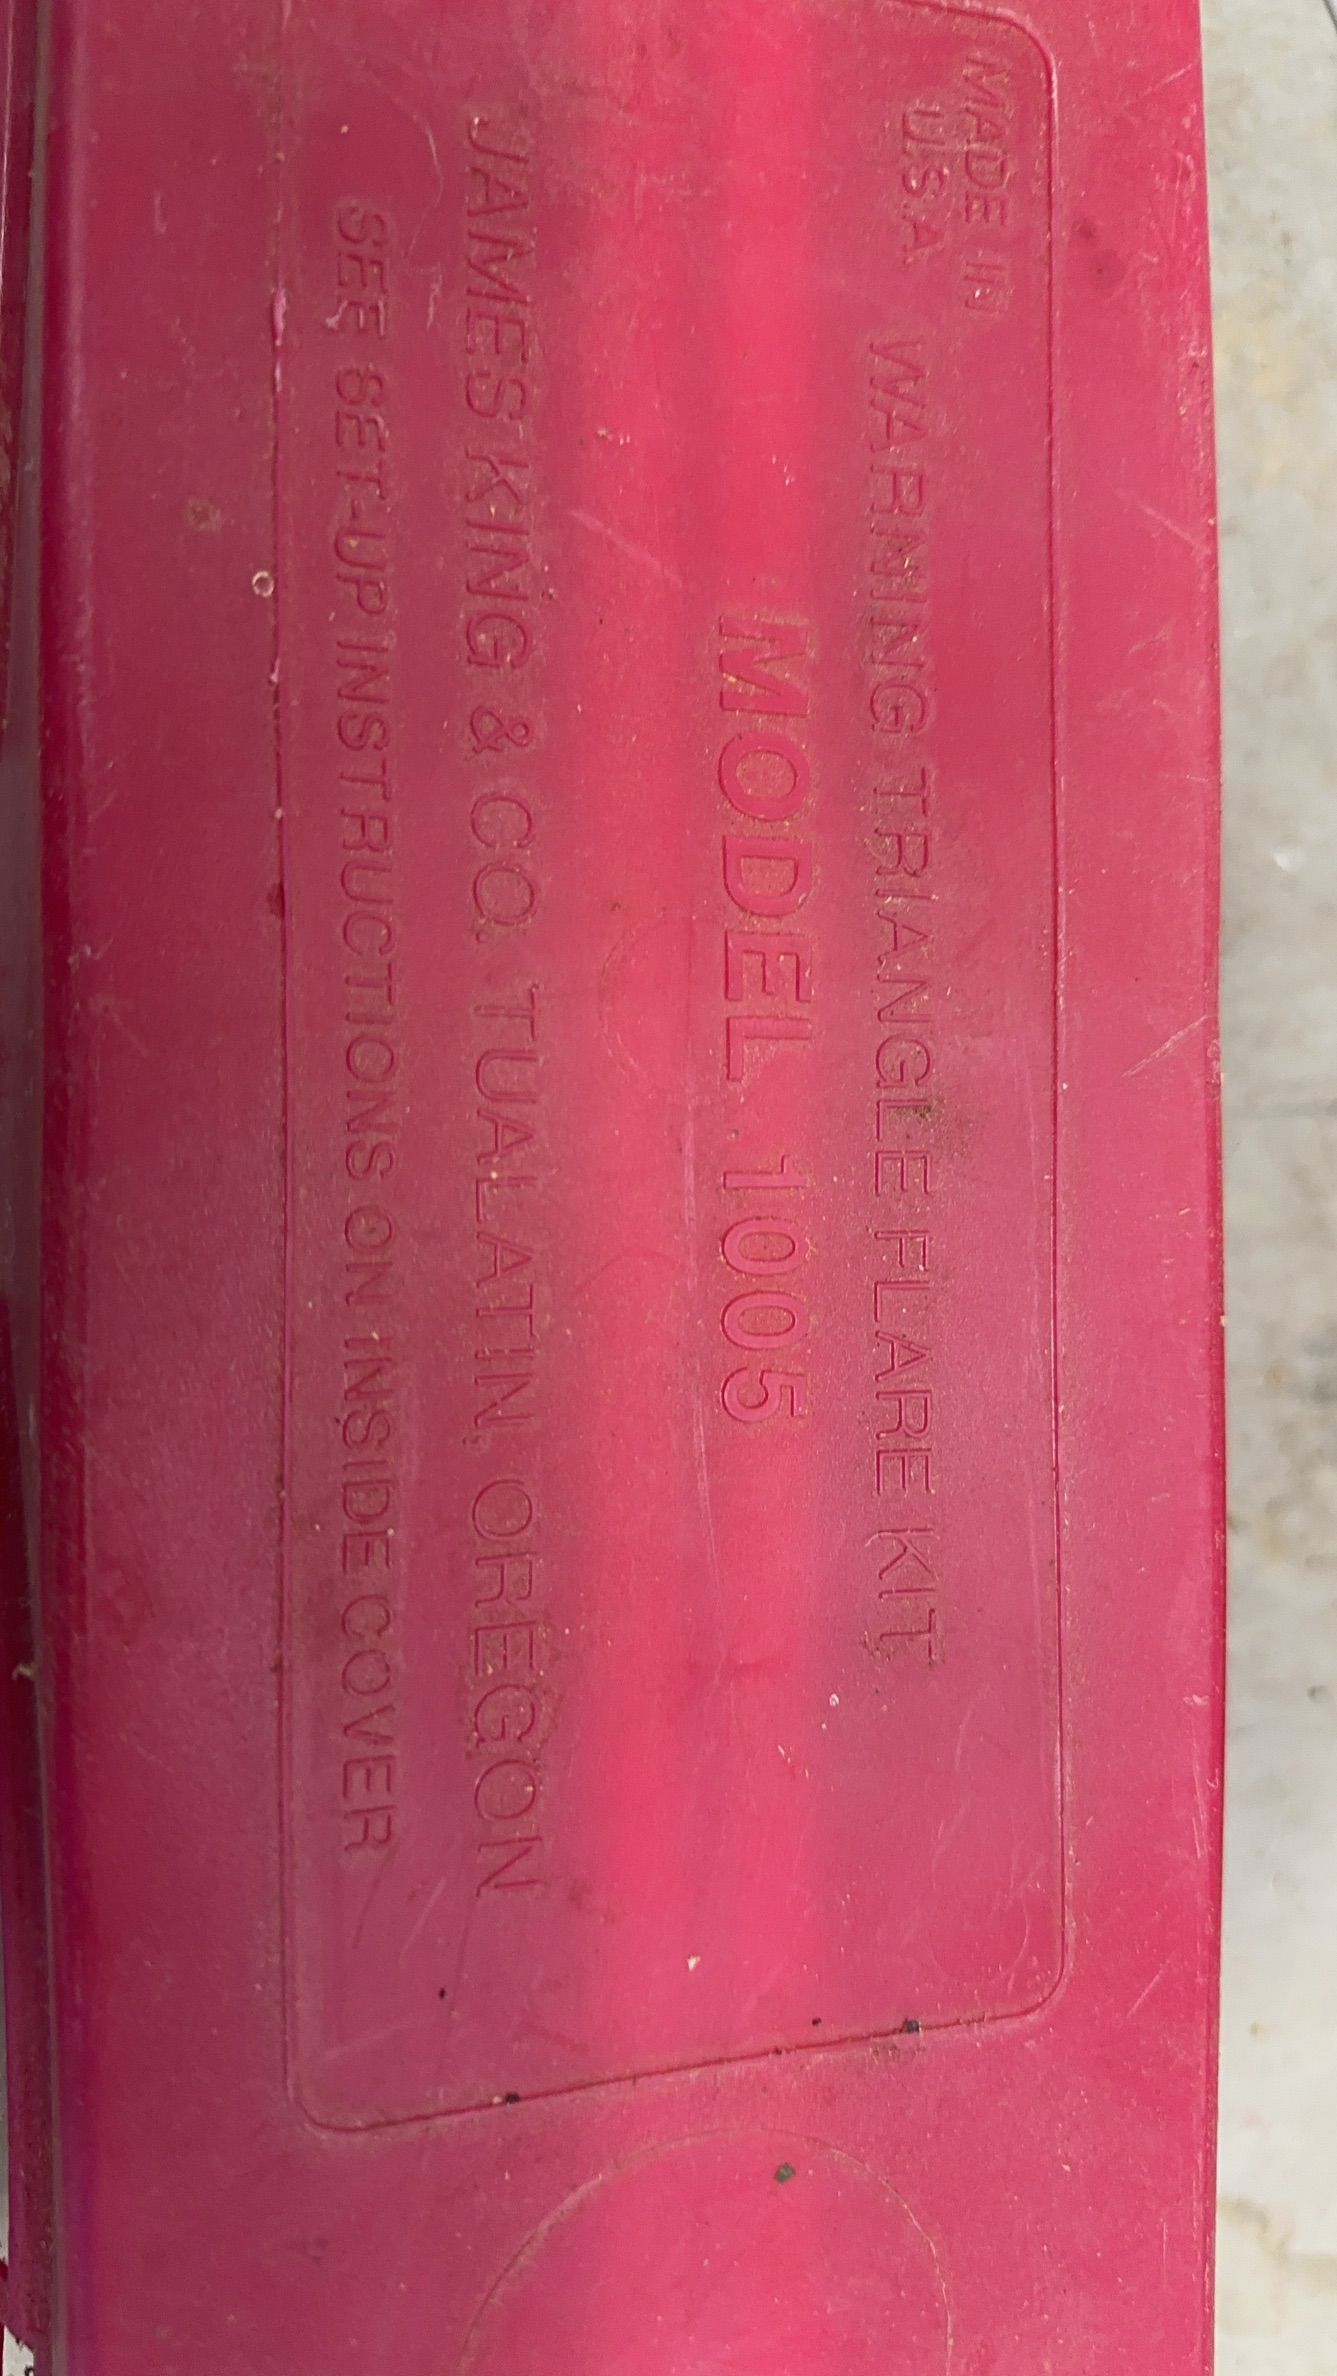 MADE IN
U.S.A
WARNING TRIANGLE FLARE KIT
MODEL 1005
JAMES KING & CO. TUALATIN, OREGON
SEE SET-UP INSTRUCTIONS ON INSIDE COVER